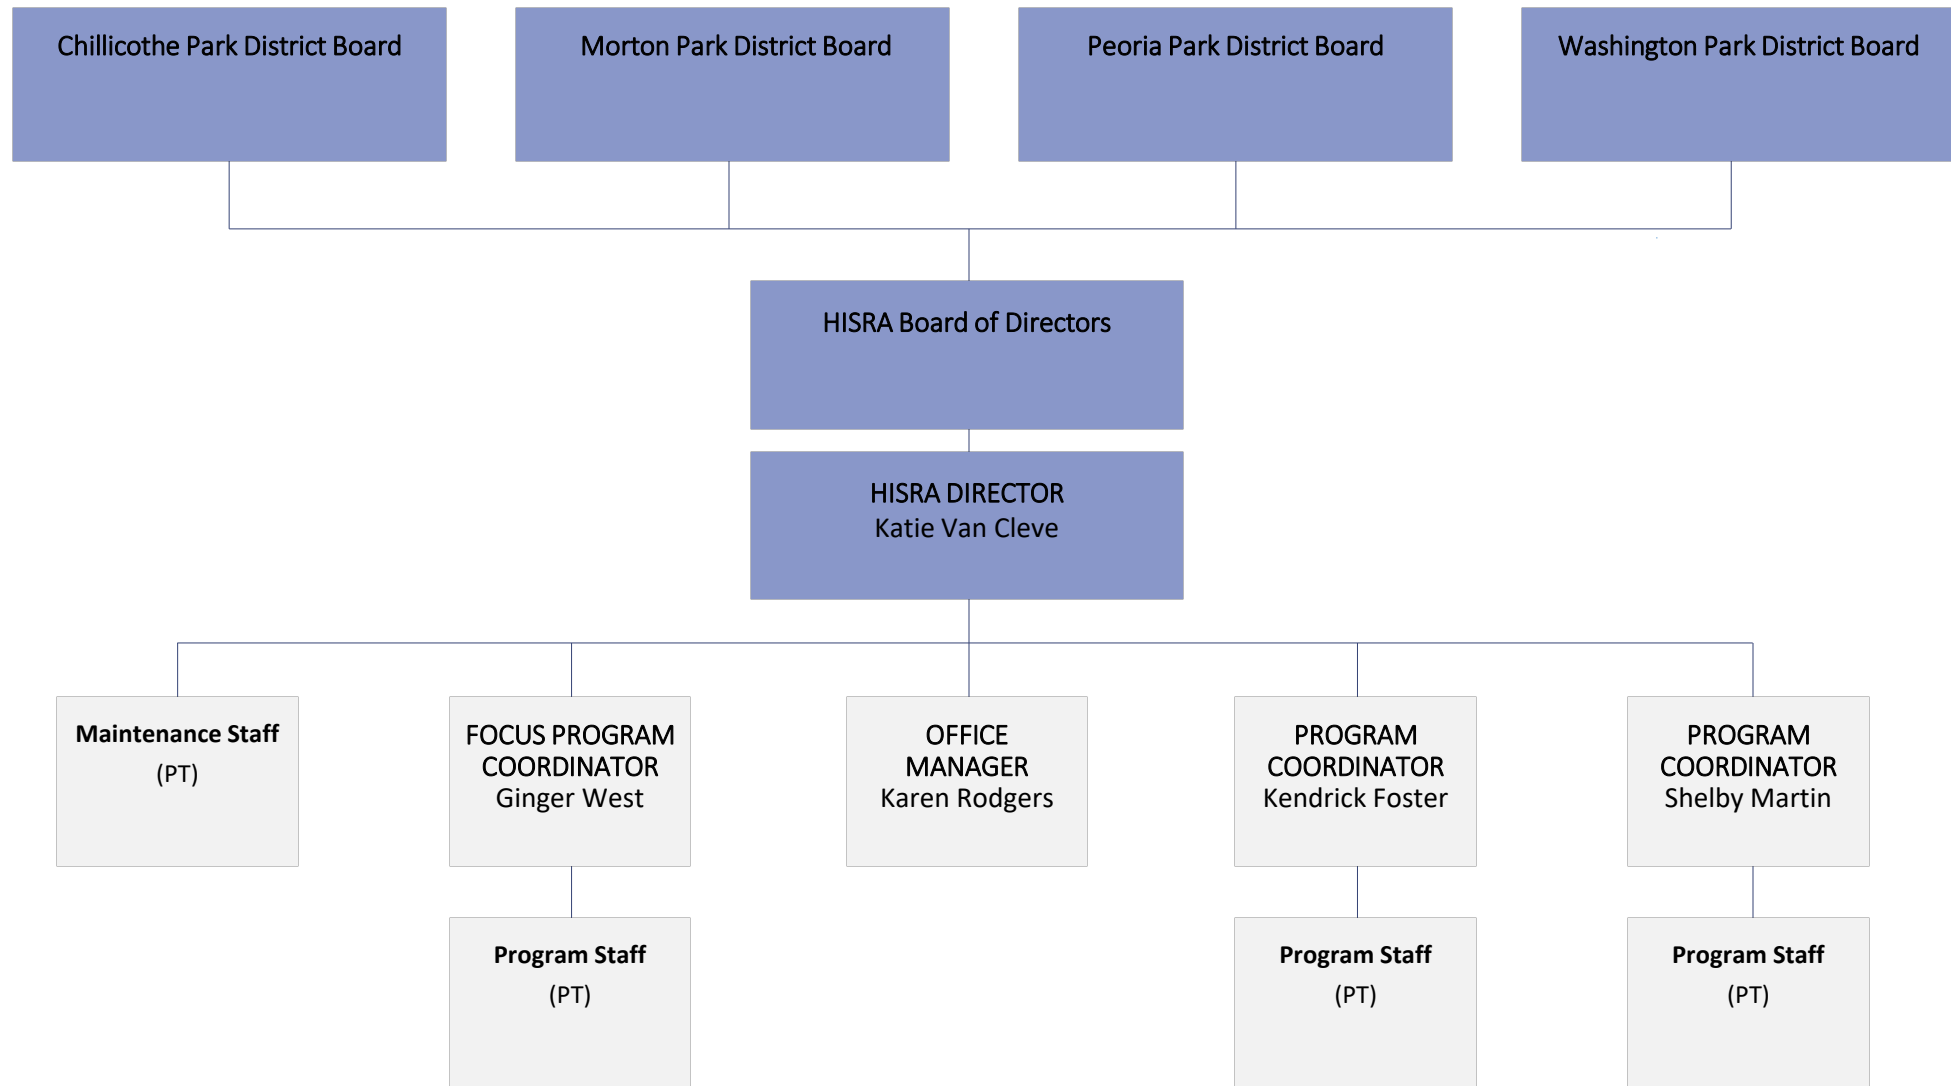 Chillicothe Park District Board
Morton Park District Board
Peoria Park District Board
Washington Park District Board
HISRA Board of Directors
HISRA DIRECTOR
Katie Van Cleve
Maintenance Staff
(PT)
FOCUS PROGRAM
COORDINATOR
Ginger West
OFFICE
MANAGER
Karen Rodgers
PROGRAM
COORDINATOR
Kendrick Foster
PROGRAM
COORDINATOR
Shelby Martin
Program Staff
(PT)
Program Staff
(PT)
Program Staff
(PT)